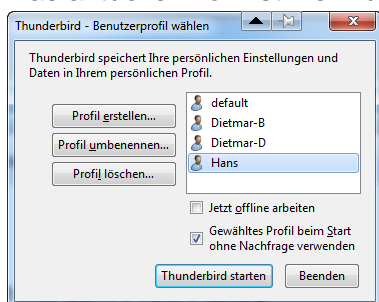 Thunderbird - Benutzerprofil wählen
Thunderbird speichert Ihre persönlichen Einstellungen und
Daten in Ihrem persönlichen Profil.
Profil erstellen...
Profil umbenennen...
Profil löschen...
default
Dietmar-B
Dietmar-D
Hans
Jetzt offline arbeiten
Gewähltes Profil beim Start
ohne Nachfrage verwenden
Thunderbird starten
Beenden